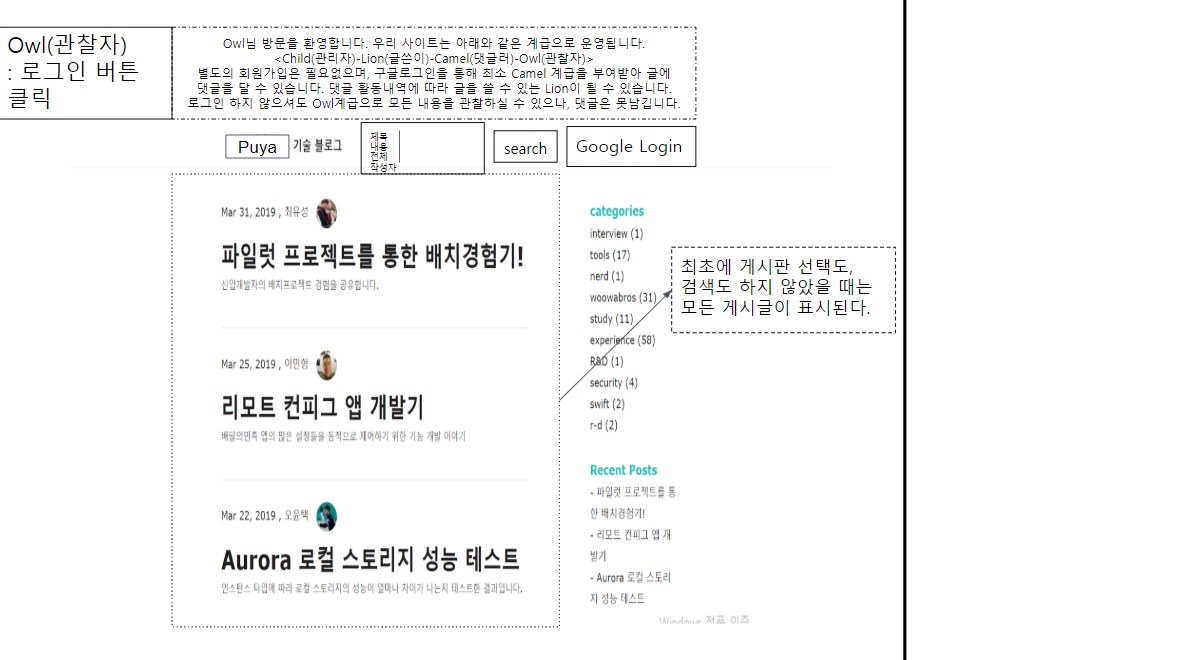 Owl(관찰자)
: 로그인 버튼
클릭
Owl님 방문을 환영합니다. 우리 사이트는 아래와 같은 계급으로 운영됩니다.
<Child(관리자)-Lion(글쓴이)-Camel(댓글러)-Owl(관찰자)>
별도의 회원가입은 필요없으며, 구글로그인을 통해 최소 Camel 계급을 부여받아 글에
댓글을 달 수 있습니다. 댓글 활동내역에 따라 글을 쓸 수 있는 Lion이 될 수 있습니다.
로그인 하지 않으셔도 Owl계급으로 모든 내용을 관찰하실 수 있으나, 댓글은 못남깁니다.
Puya 기술 블로그
제목
내용
전체
작성자
search
Google Login
Mar 31, 2019 , 최유성
파일럿 프로젝트를 통한 배치경험기!
신입개발자의 배치프로젝트 경험을 공유합니다.
Mar 25, 2019 , 이민형
리모트 컨피그 앱 개발기
배달의민족 앱의 많은 설정들을 동적으로 제어하기 위한 기능 개발 이야기
Mar 22, 2019 , 오윤택
Aurora 로컬 스토리지 성능 테스트
인스턴스 타입에 따라 로컬 스토리지의 성능이 얼마나 차이가 나는지 테스트한 결과입니다.
categories
interview (1)
tools (17)
nerd (1)
woowabros (31)
study (11)
experience (58)
R&D (1)
security (4)
swift (2)
r-d (2)
최초에 게시판 선택도,
검색도 하지 않았을 때는
모든 게시글이 표시된다.
Recent Posts
- 파일럿 프로젝트를 통
한 배치경험기!
- 리모트 컨피그 앱 개
발기
- Aurora 로컬 스토리
지 성능 테스트
Windows